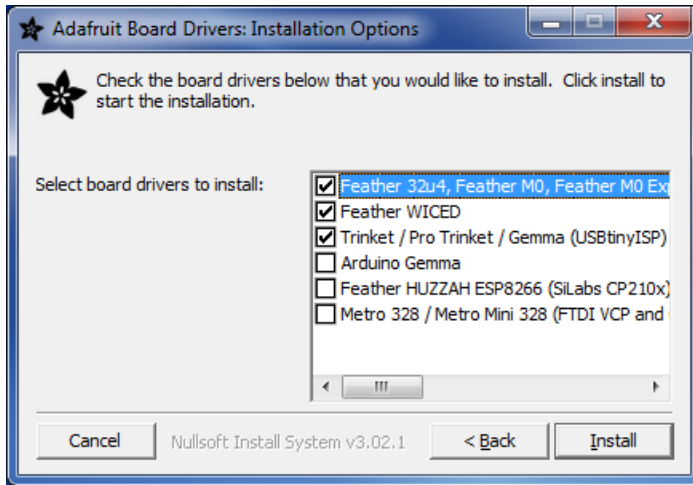 Adafruit Board Drivers: Installation Options
Check the board drivers below that you would like to install. Click install to
start the installation.
Select board drivers to install:
Feather 32u4, Feather M0, Feather M0
Feather WICED
Trinket / Pro Trinket / Gemma (USBtinyISP)
Arduino Gemma
Feather HUZZAH ESP8266 (SiLabs CP210x)
Metro 328 / Metro Mini 328 (FTDI VCP and
Cancel
Nullsoft Install System v3.02.1
< Back
Install